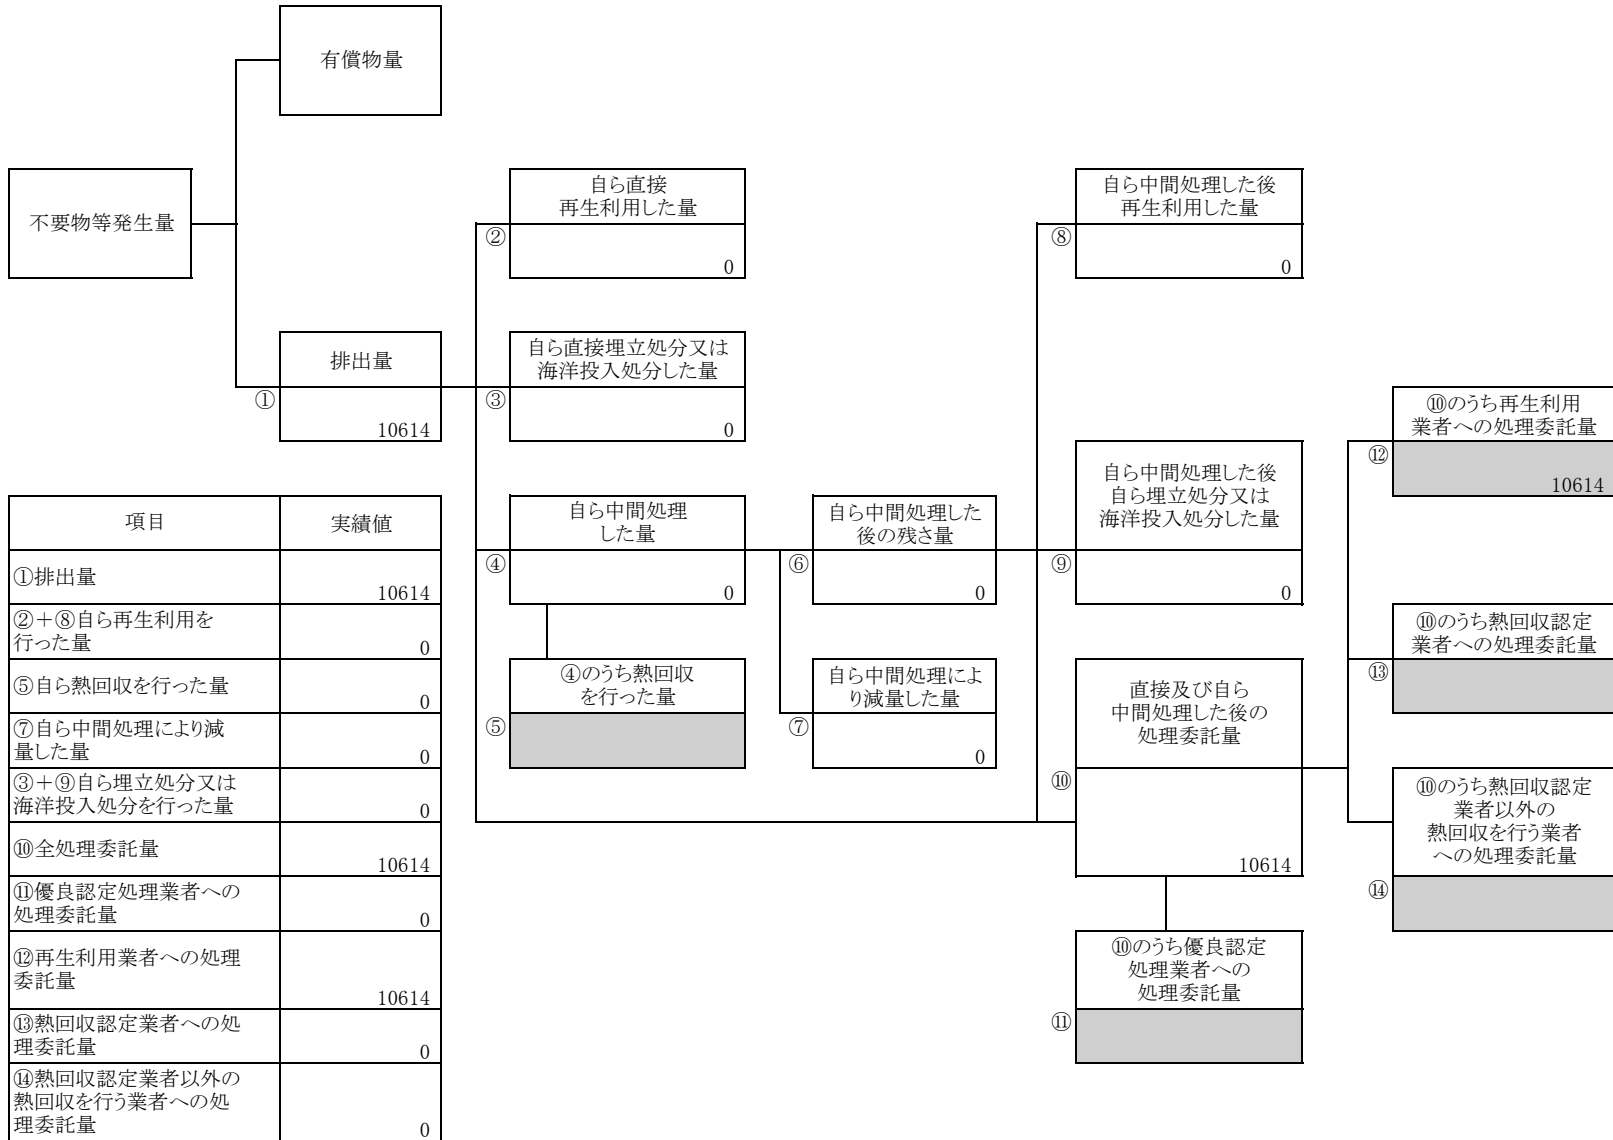 有償物量
不要物等発生量
自ら直接
再生利用した量
②
0
自ら中間処理した後
再生利用した量
⑧
0
排出量
①
10614
自ら直接埋立処分又は
海洋投入処分した量
③
0
⑩のうち再生利用
業者への処理委託量
⑫
10614
自ら中間処理
した量
④
0
自ら中間処理した
後の残さ量
⑥
0
自ら中間処理した後
自ら埋立処分又は
海洋投入処分した量
⑨
0
⑩のうち熱回収認定
業者への処理委託量
⑬
④のうち熱回収
を行った量
⑤
自ら中間処理によ
り減量した量
⑦
0
直接及び自ら
中間処理した後の
処理委託量
⑩
10614
⑩のうち熱回収認定
業者以外の
熱回収を行う業者
への処理委託量
⑭
⑩のうち優良認定
処理業者への
処理委託量
⑪
項目
実績値
①排出量
10614
②＋⑧自ら再生利用を
行った量
0
⑤自ら熱回収を行った量
0
⑦自ら中間処理により減
量した量
0
③＋⑨自ら埋立処分又は
海洋投入処分を行った量
0
⑩全処理委託量
10614
⑪優良認定処理業者への
処理委託量
0
⑫再生利用業者への処理
委託量
10614
⑬熱回収認定業者への処
理委託量
0
⑭熱回収認定業者以外の
熱回収を行う業者への処
理委託量
0